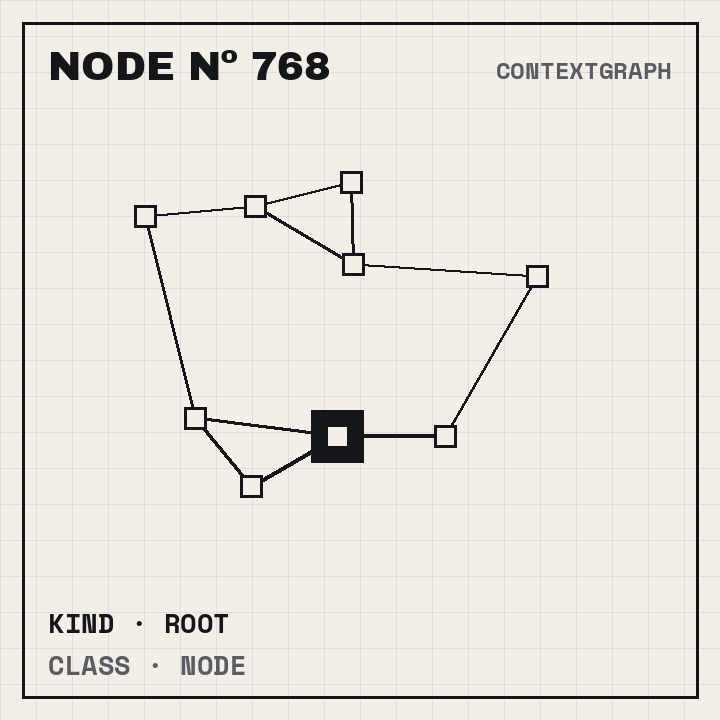 NODE Nº 768
CONTEXTGRAPH
KIND · ROOT
CLASS · NODE